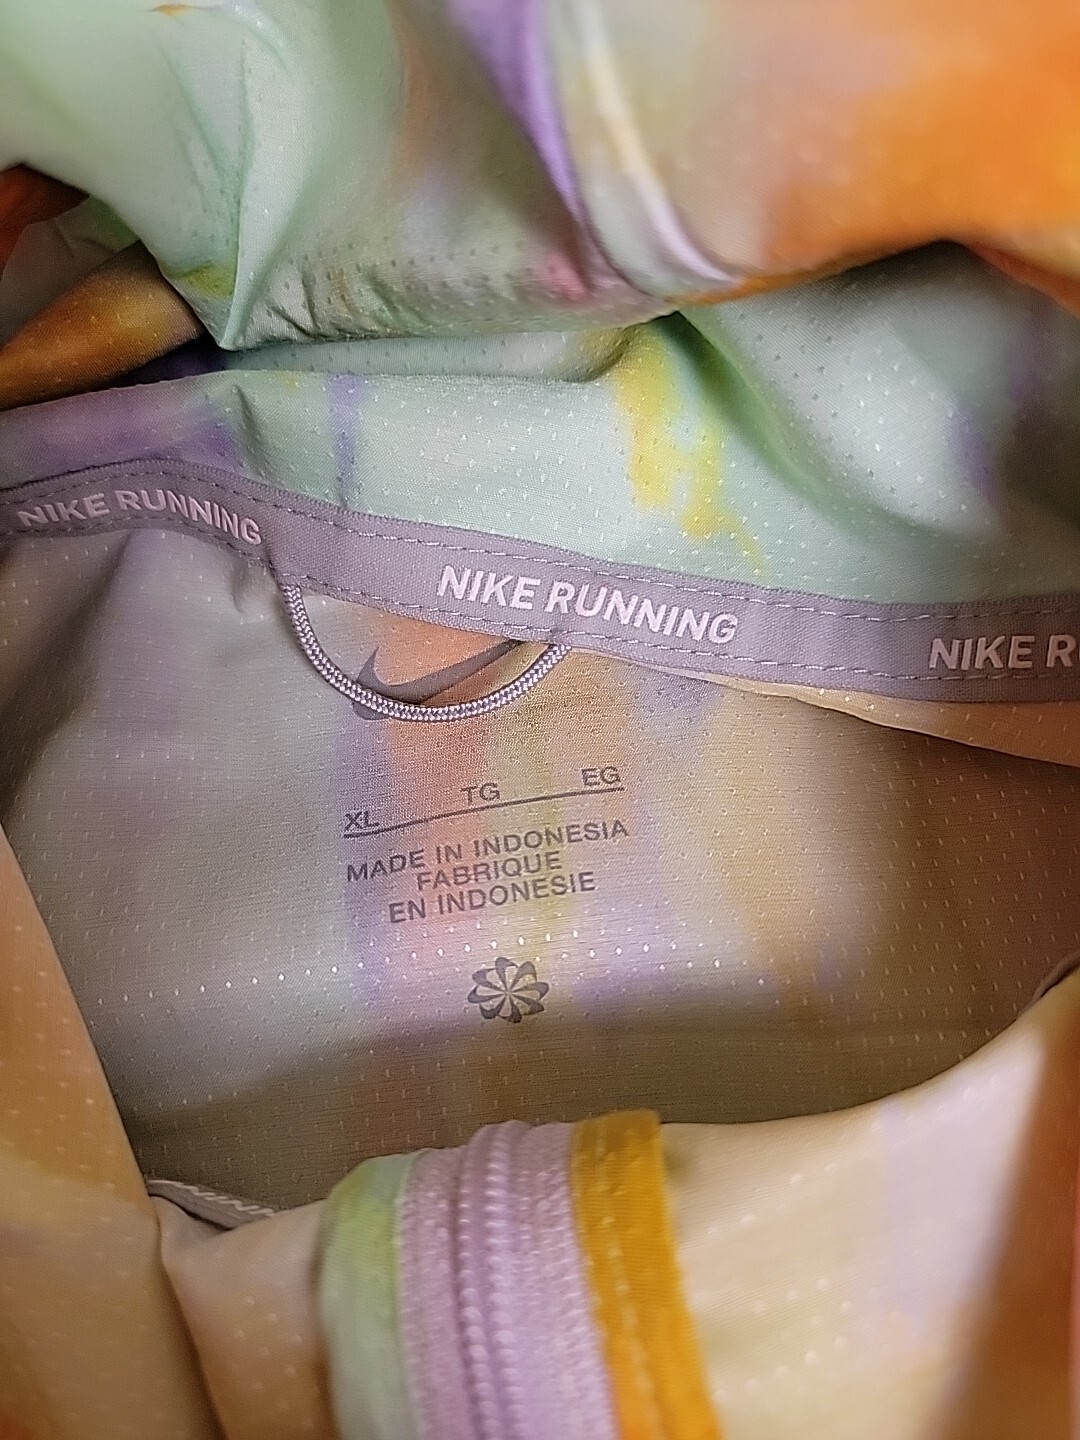 NIKE RUNNING
NIKE RUNNING
NIKE R
XL TG EG
MADE IN INDONESIA
FABRIQUE
EN INDONESIE